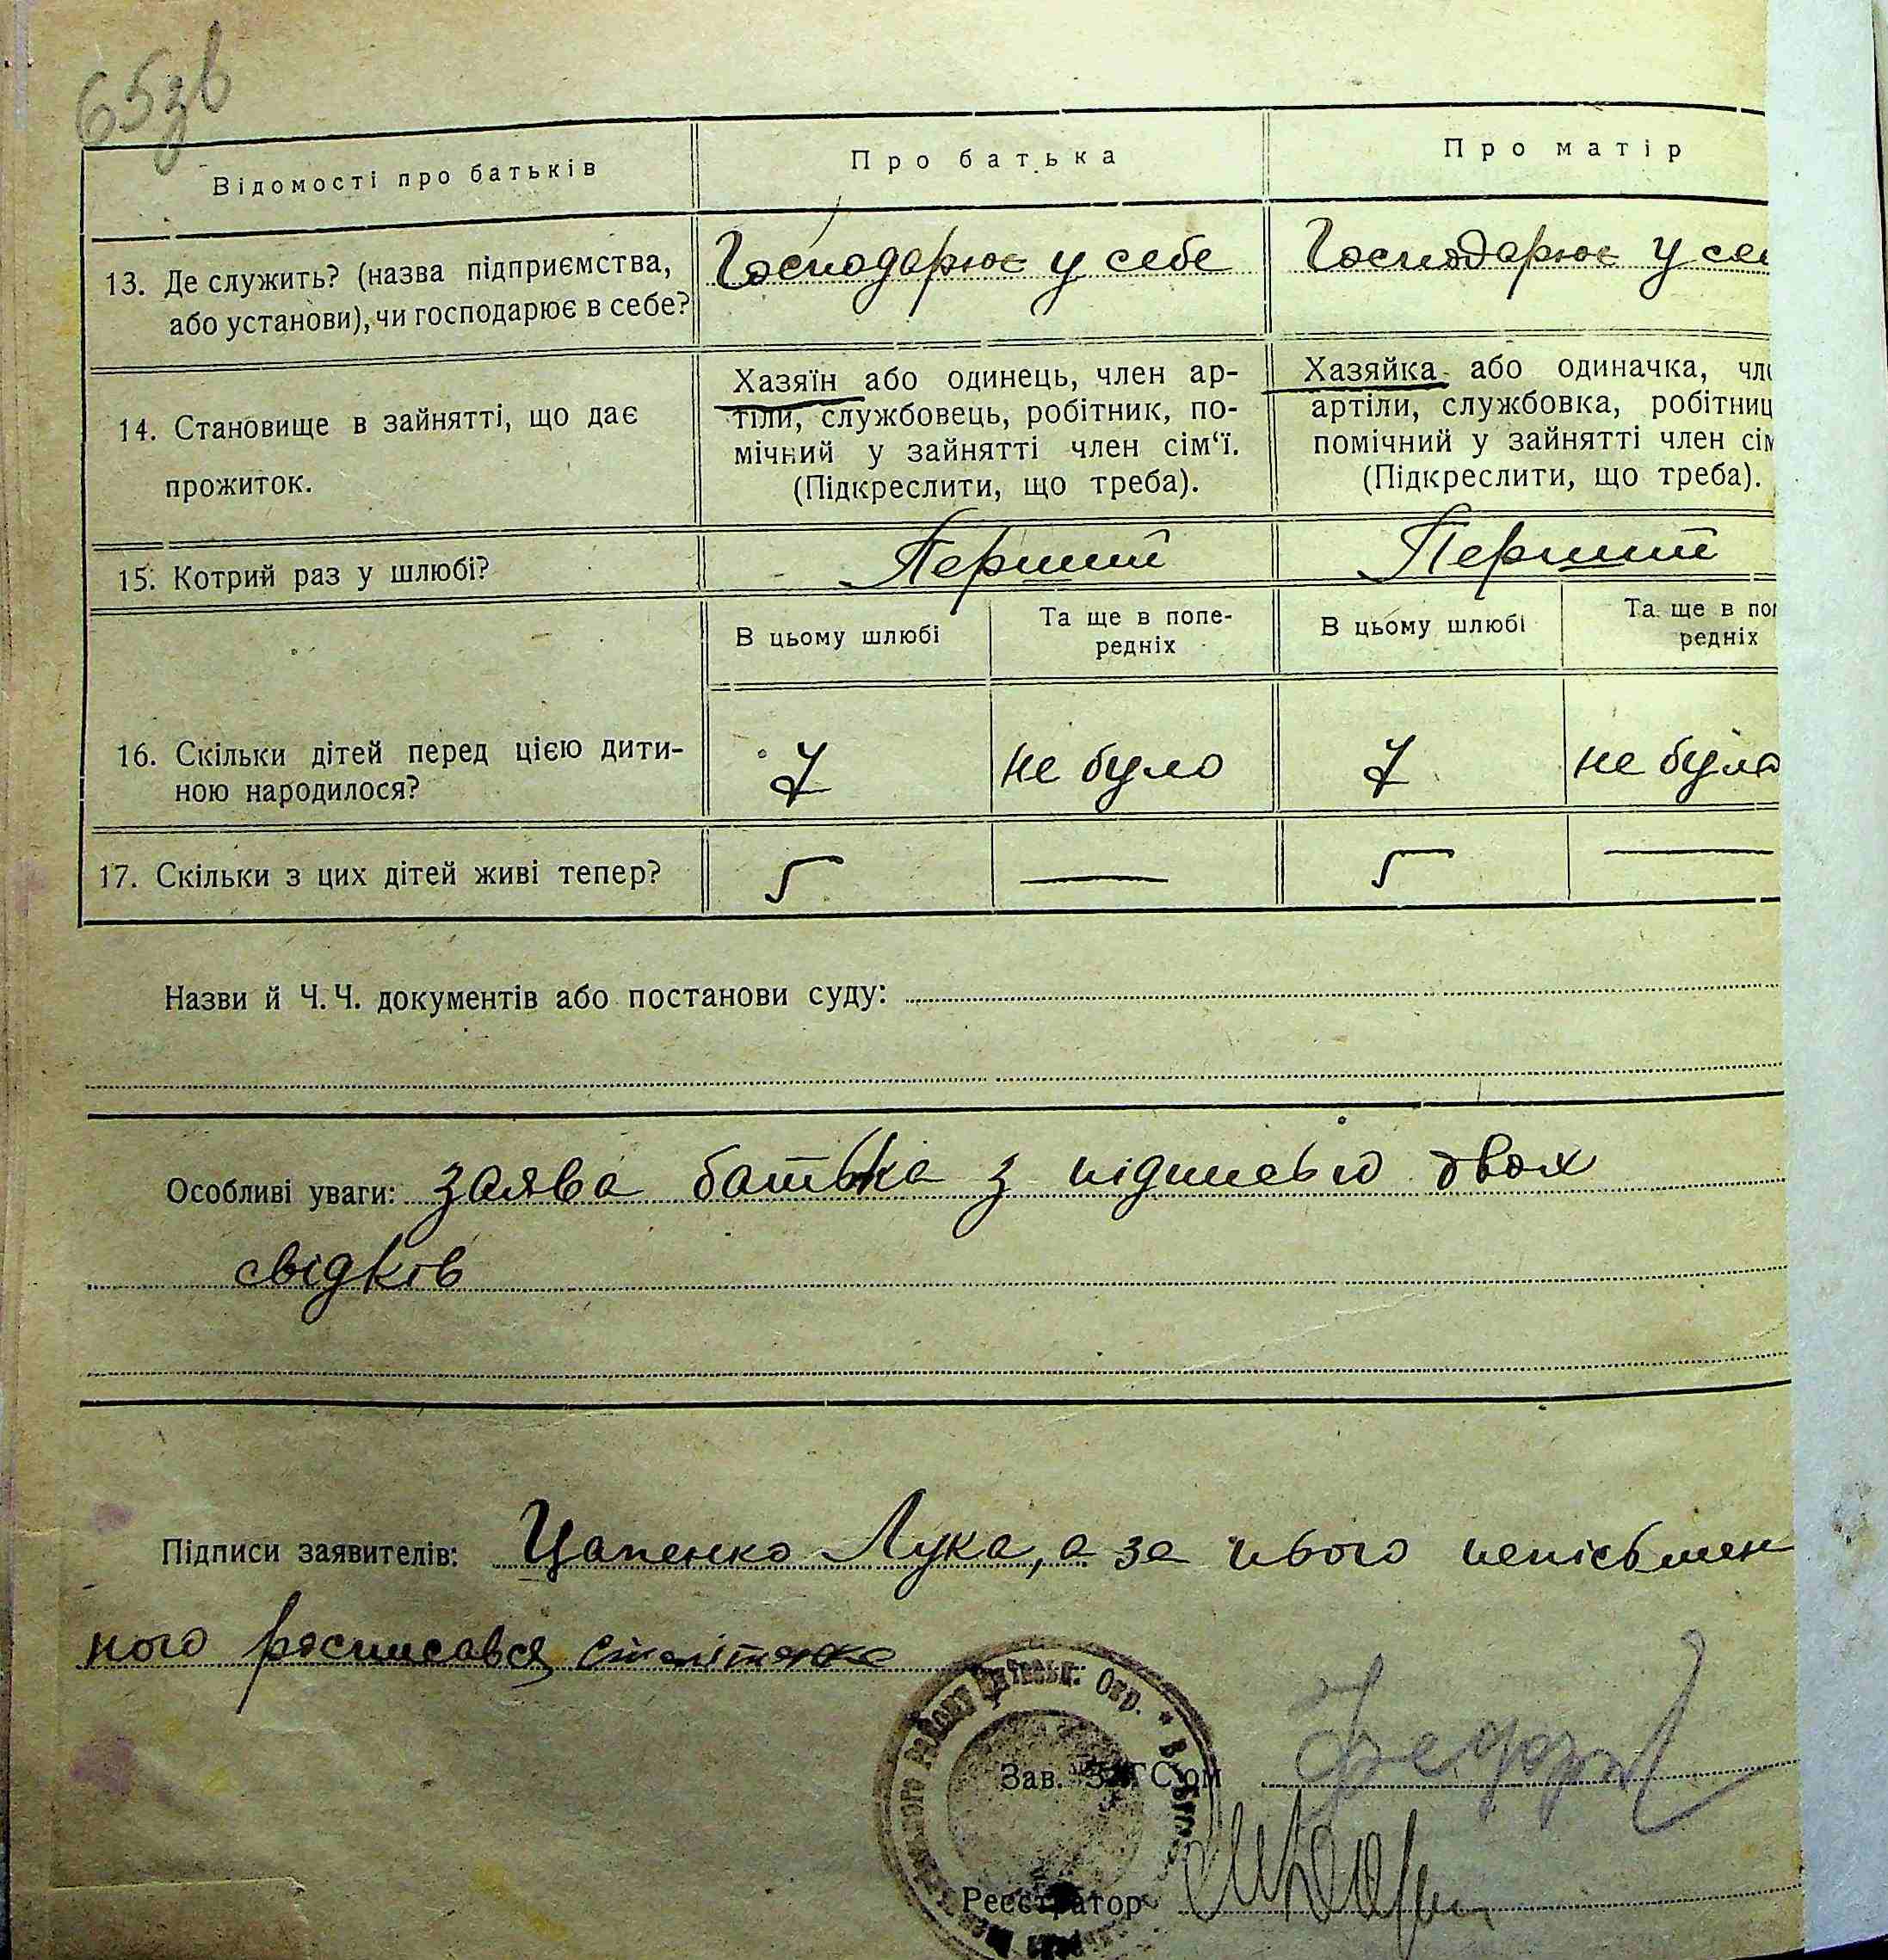 65зв
Відомості про батьків
Про батька
Про матір
13. Де служить? (назва підприємства,
або установи), чи господарює в себе?
Господарює у себе
Господарює у се
14. Становище в зайнятті, що дає
прожиток.
Хазяїн або одинець, член ар-
тіли, службовець, робітник, по-
мічний у зайнятті член сім‘ї.
(Підкреслити, що треба).
Хазяйка або одиначка, чл
артіли, службовка, робітниц
помічний у зайнятті член сім
(Підкреслити, що треба).
15. Котрий раз у шлюбі?
Перший
Перший
16. Скільки дітей перед цією дити-
ною народилося?
В цьому шлюбі
Та ще в попе-
редніх
В цьому шлюбі
Та ще в поп
редніх
7
не було
7
не було
17. Скільки з цих дітей живі тепер?
5
—
5
—
Назви й Ч. Ч. документів або постанови суду:
Особливі уваги: заява батька з підписью двох
свідків
Підписи заявителів: Цапенко Лука, а за нього неписьмен
ного росписався
Зав. ЗАГС'ом
Реєстратор